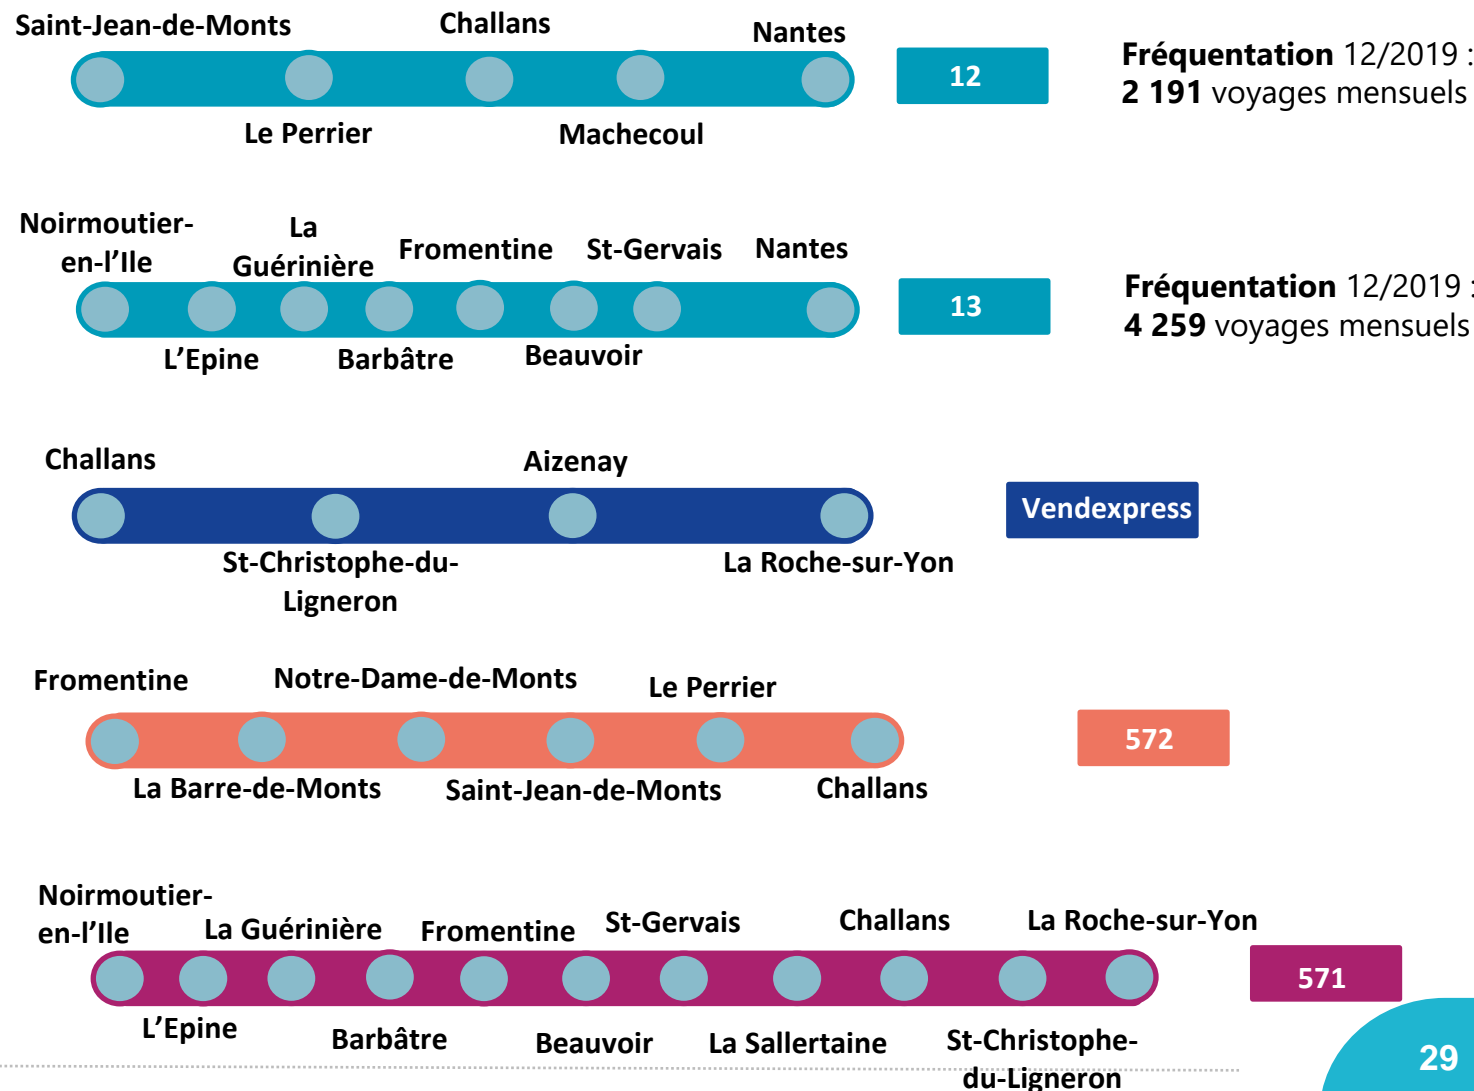 Saint-Jean-de-Monts
Challans
Nantes
Le Perrier
Machecoul
12
Fréquentation 12/2019 :
2 191 voyages mensuels
Noirmoutier-
en-l'Ile
La
Guérinière
Fromentine
St-Gervais
Nantes
L'Epine
Barbâtre
Beauvoir
13
Fréquentation 12/2019 :
4 259 voyages mensuels
Challans
Aizenay
St-Christophe-du-
Ligneron
La Roche-sur-Yon
Vendexpress
Fromentine
Notre-Dame-de-Monts
Le Perrier
La Barre-de-Monts
Saint-Jean-de-Monts
Challans
572
Noirmoutier-
en-l'Ile
La Guérinière
Fromentine
St-Gervais
Challans
La Roche-sur-Yon
L'Epine
Barbâtre
Beauvoir
La Sallertaine
St-Christophe-
du-Ligneron
571
29